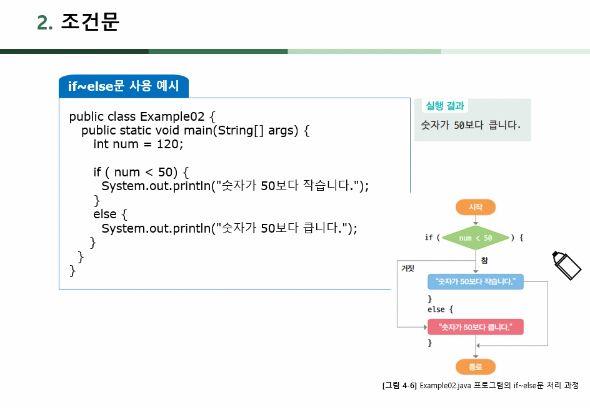 2. 조건문
if~else문 사용 예시
public class Example02 {
public static void main(String[] args) {
int num = 120;
if ( num < 50) {
System.out.println("숫자가 50보다 작습니다.");
}
else {
System.out.println("숫자가 50보다 큽니다.");
}
}
}
실행 결과
숫자가 50보다 큽니다.
시작
if ( num < 50 ) {
참
거짓
"숫자가 50보다 작습니다."
}
else {
"숫자가 50보다 큽니다."
}
종료
[그림 4-6] Example02.java 프로그램의 if~else문 처리 과정